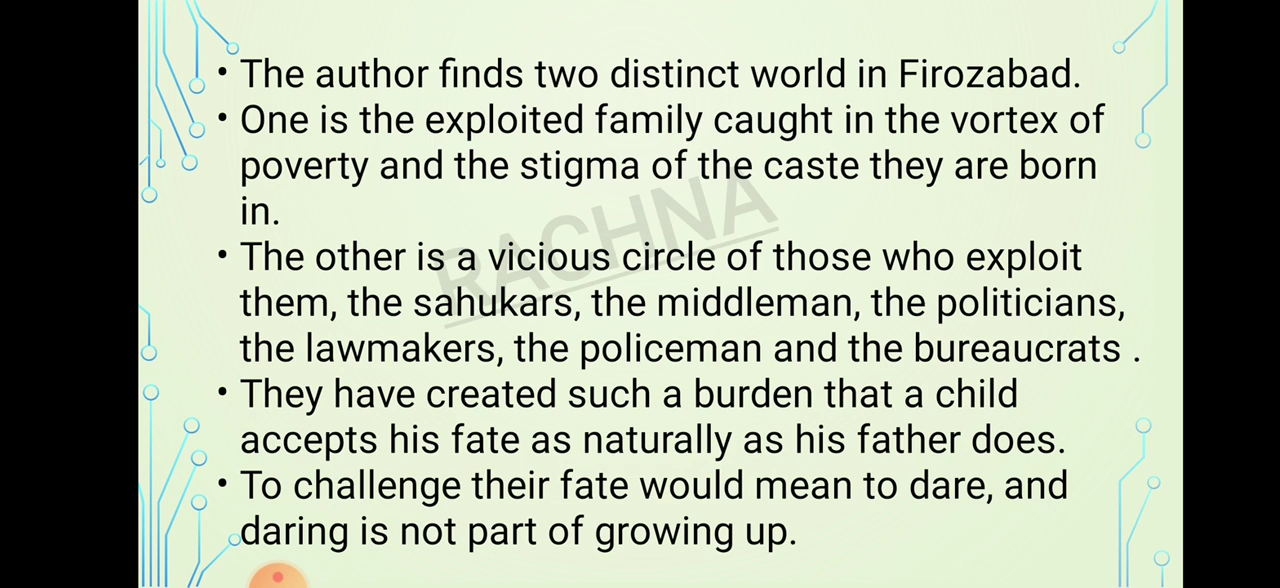 • The author finds two distinct world in Firozabad.
• One is the exploited family caught in the vortex of
poverty and the stigma of the caste they are born
in.
• The other is a vicious circle of those who exploit
them, the sahukars, the middleman, the politicians,
the lawmakers, the policeman and the bureaucrats .
• They have created such a burden that a child
accepts his fate as naturally as his father does.
• To challenge their fate would mean to dare, and
daring is not part of growing up.
RACHNA